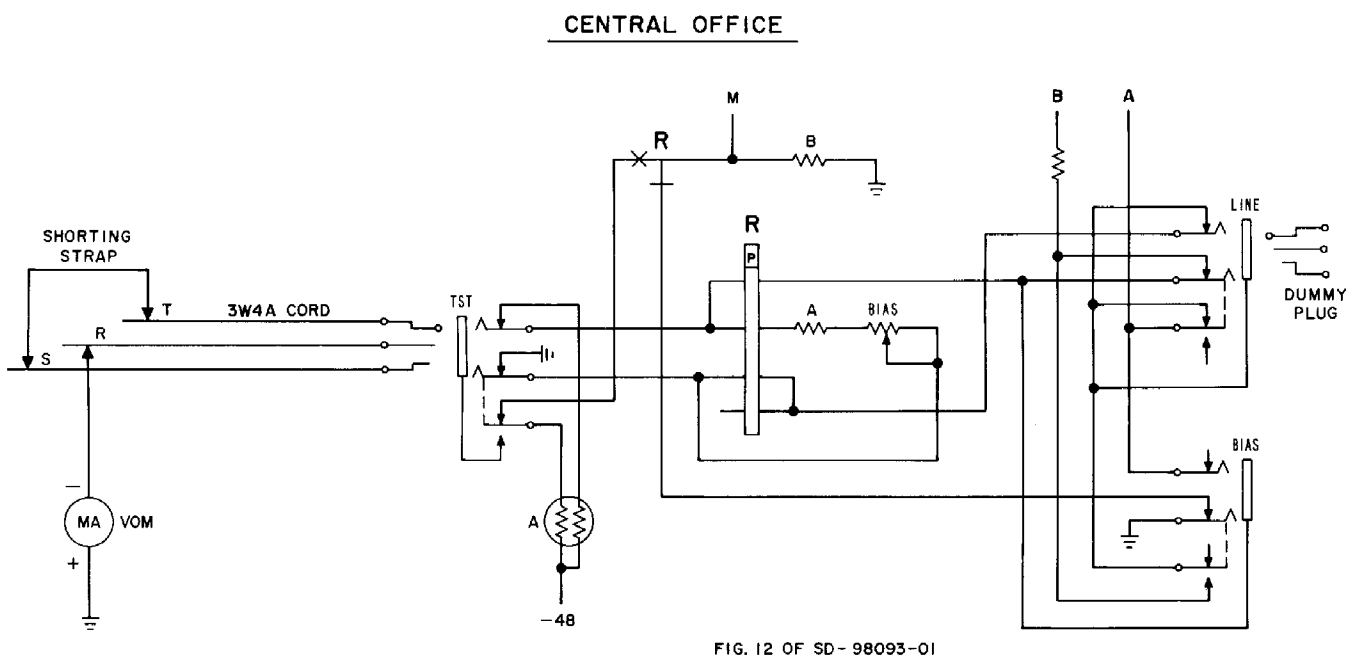 CENTRAL OFFICE
M
B
A
R
B
LINE
SHORTING
STRAP
T
3W4A CORD
TST
R
P
DUMMY
PLUG
R
A
BIAS
S
BIAS
−
MA
VOM
+
A
−48
FIG. 12 OF SD-98093-01